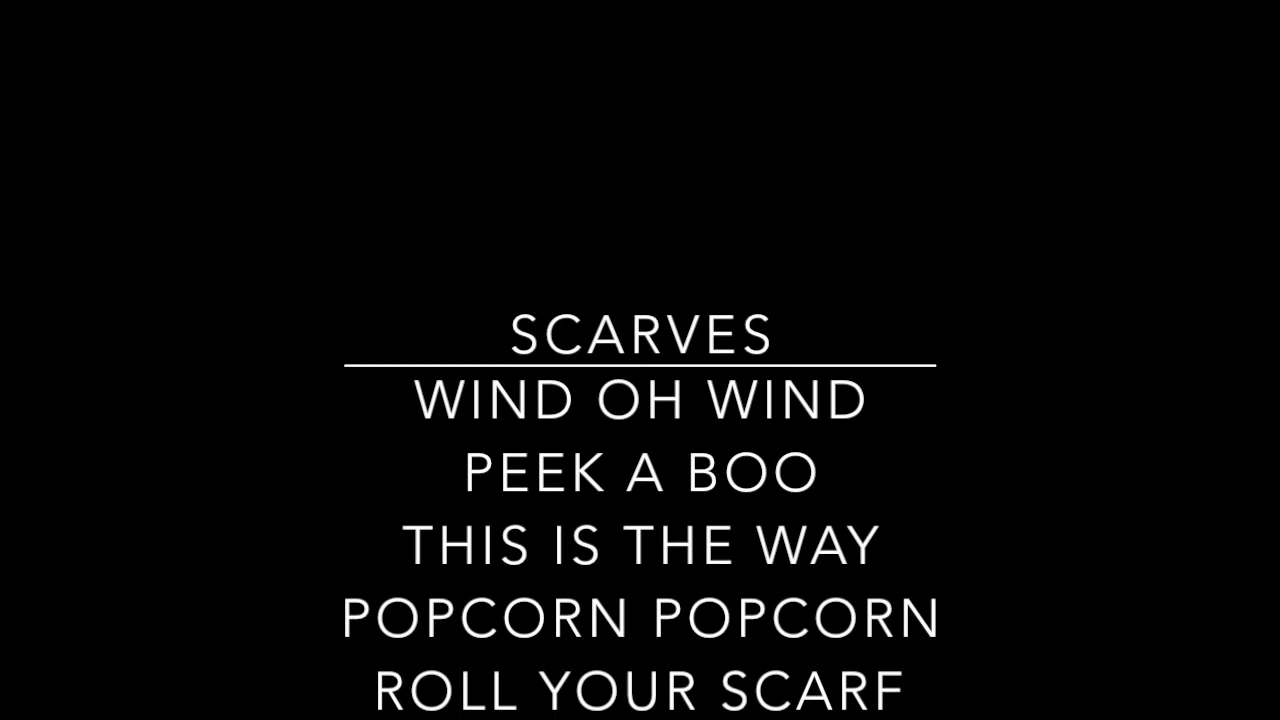 SCARVES
WIND OH WIND
PEEK A BOO
THIS IS THE WAY
POPCORN POPCORN
ROLL YOUR SCARF